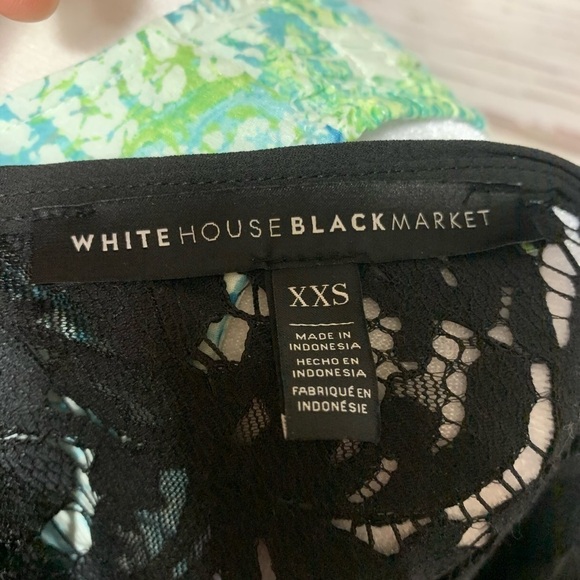 WHITE HOUSE BLACK MARKET
XXS
MADE IN
INDONESIA
HECHO EN
INDONESIA
FABRIQUÉ EN
INDONÉSIE